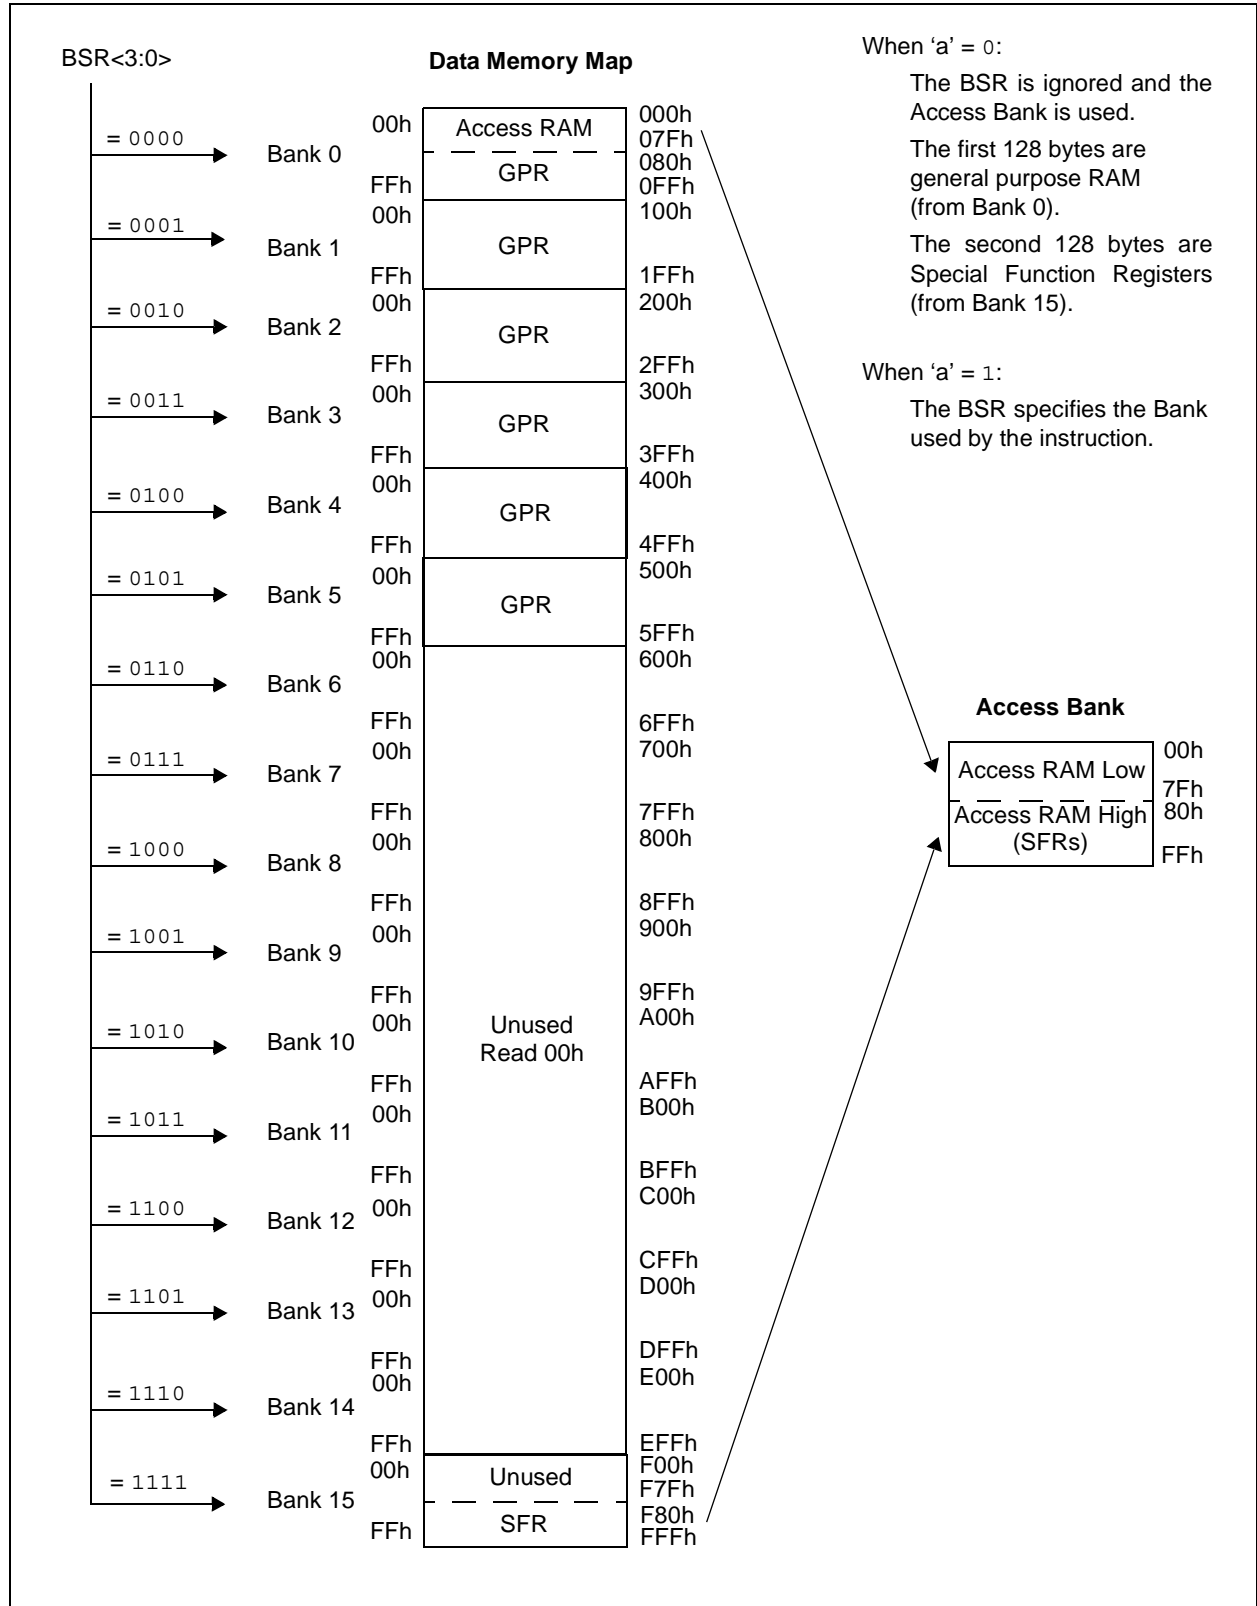 BSR<3:0>
Data Memory Map
When ‘a’ = 0:
The BSR is ignored and the
Access Bank is used.
The first 128 bytes are
general purpose RAM
(from Bank 0).
The second 128 bytes are
Special Function Registers
(from Bank 15).
When ‘a’ = 1:
The BSR specifies the Bank
used by the instruction.
= 0000
Bank 0
00h
FFh
Access RAM
GPR
000h
07Fh
080h
0FFh
= 0001
Bank 1
00h
FFh
GPR
100h
1FFh
= 0010
Bank 2
00h
FFh
GPR
200h
2FFh
= 0011
Bank 3
00h
FFh
GPR
300h
3FFh
= 0100
Bank 4
00h
FFh
GPR
400h
4FFh
= 0101
Bank 5
00h
FFh
GPR
500h
5FFh
= 0110
Bank 6
00h
FFh
600h
6FFh
= 0111
Bank 7
00h
FFh
700h
7FFh
= 1000
Bank 8
00h
FFh
800h
8FFh
= 1001
Bank 9
00h
FFh
900h
9FFh
= 1010
Bank 10
00h
FFh
Unused
Read 00h
A00h
AFFh
= 1011
Bank 11
00h
FFh
B00h
BFFh
= 1100
Bank 12
00h
FFh
C00h
CFFh
= 1101
Bank 13
00h
FFh
D00h
DFFh
= 1110
Bank 14
00h
FFh
E00h
EFFh
= 1111
Bank 15
00h
FFh
Unused
SFR
F00h
F7Fh
F80h
FFFh
Access Bank
Access RAM Low
Access RAM High
(SFRs)
00h
7Fh
80h
FFh